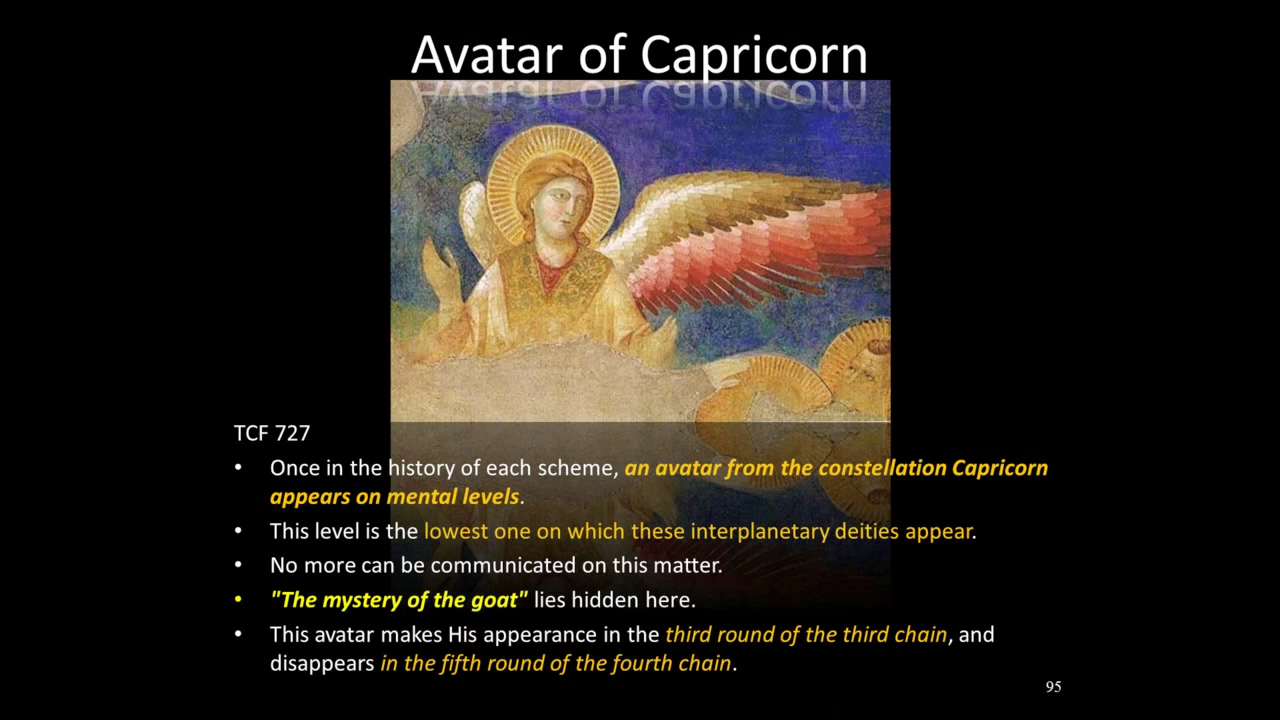 Avatar of Capricorn
TCF 727
• Once in the history of each scheme, an avatar from the constellation Capricorn
appears on mental levels.
• This level is the lowest one on which these interplanetary deities appear.
• No more can be communicated on this matter.
• "The mystery of the goat" lies hidden here.
• This avatar makes His appearance in the third round of the third chain, and
disappears in the fifth round of the fourth chain.
95